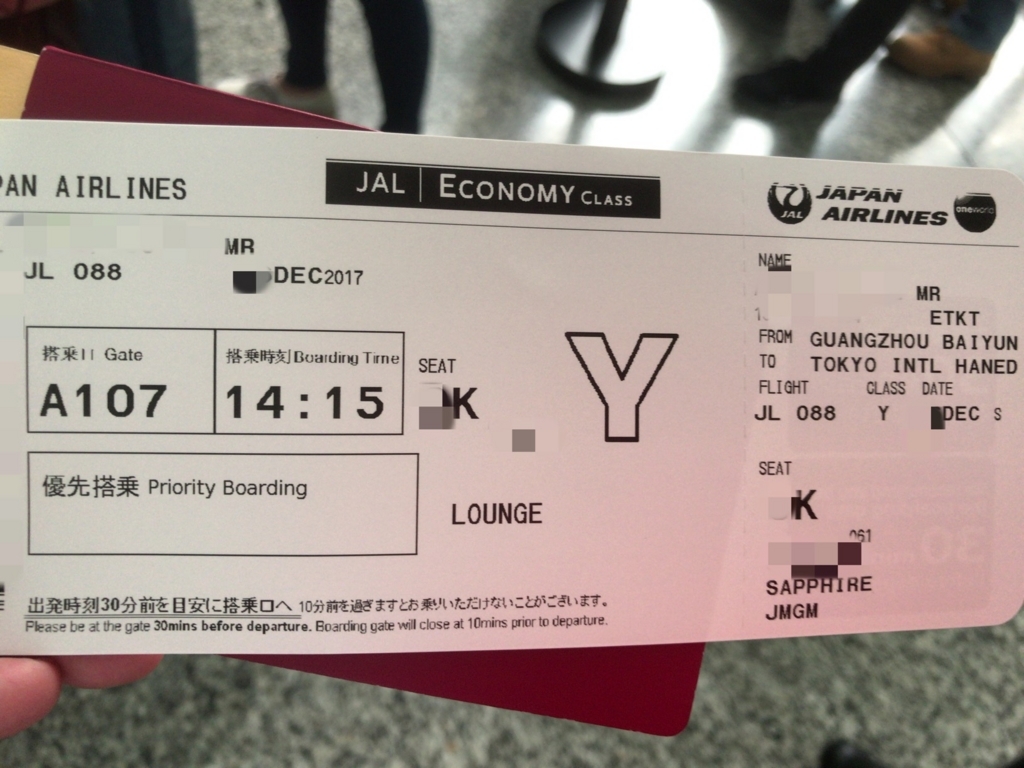 PAN AIRLINES
JAL | ECONOMY CLASS
MR
JL 088
DEC2017
搭乗口 Gate
A107
搭乗時刻 Boarding Time
14:15
SEAT
K
Y
優先搭乗 Priority Boarding
LOUNGE
出発時刻30分前を目安に搭乗口へ 10分前を過ぎますとお乗りいただけないことがございます。
Please be at the gate 30mins before departure. Boarding gate will close at 10mins prior to departure.
JAL
JAPAN
AIRLINES
oneworld
NAME
MR
ETKT
FROM GUANGZHOU BAIYUN
TO TOKYO INTL HANED
FLIGHT CLASS DATE
JL 088 Y DEC S
SEAT
K
061
SAPPHIRE
JMGM